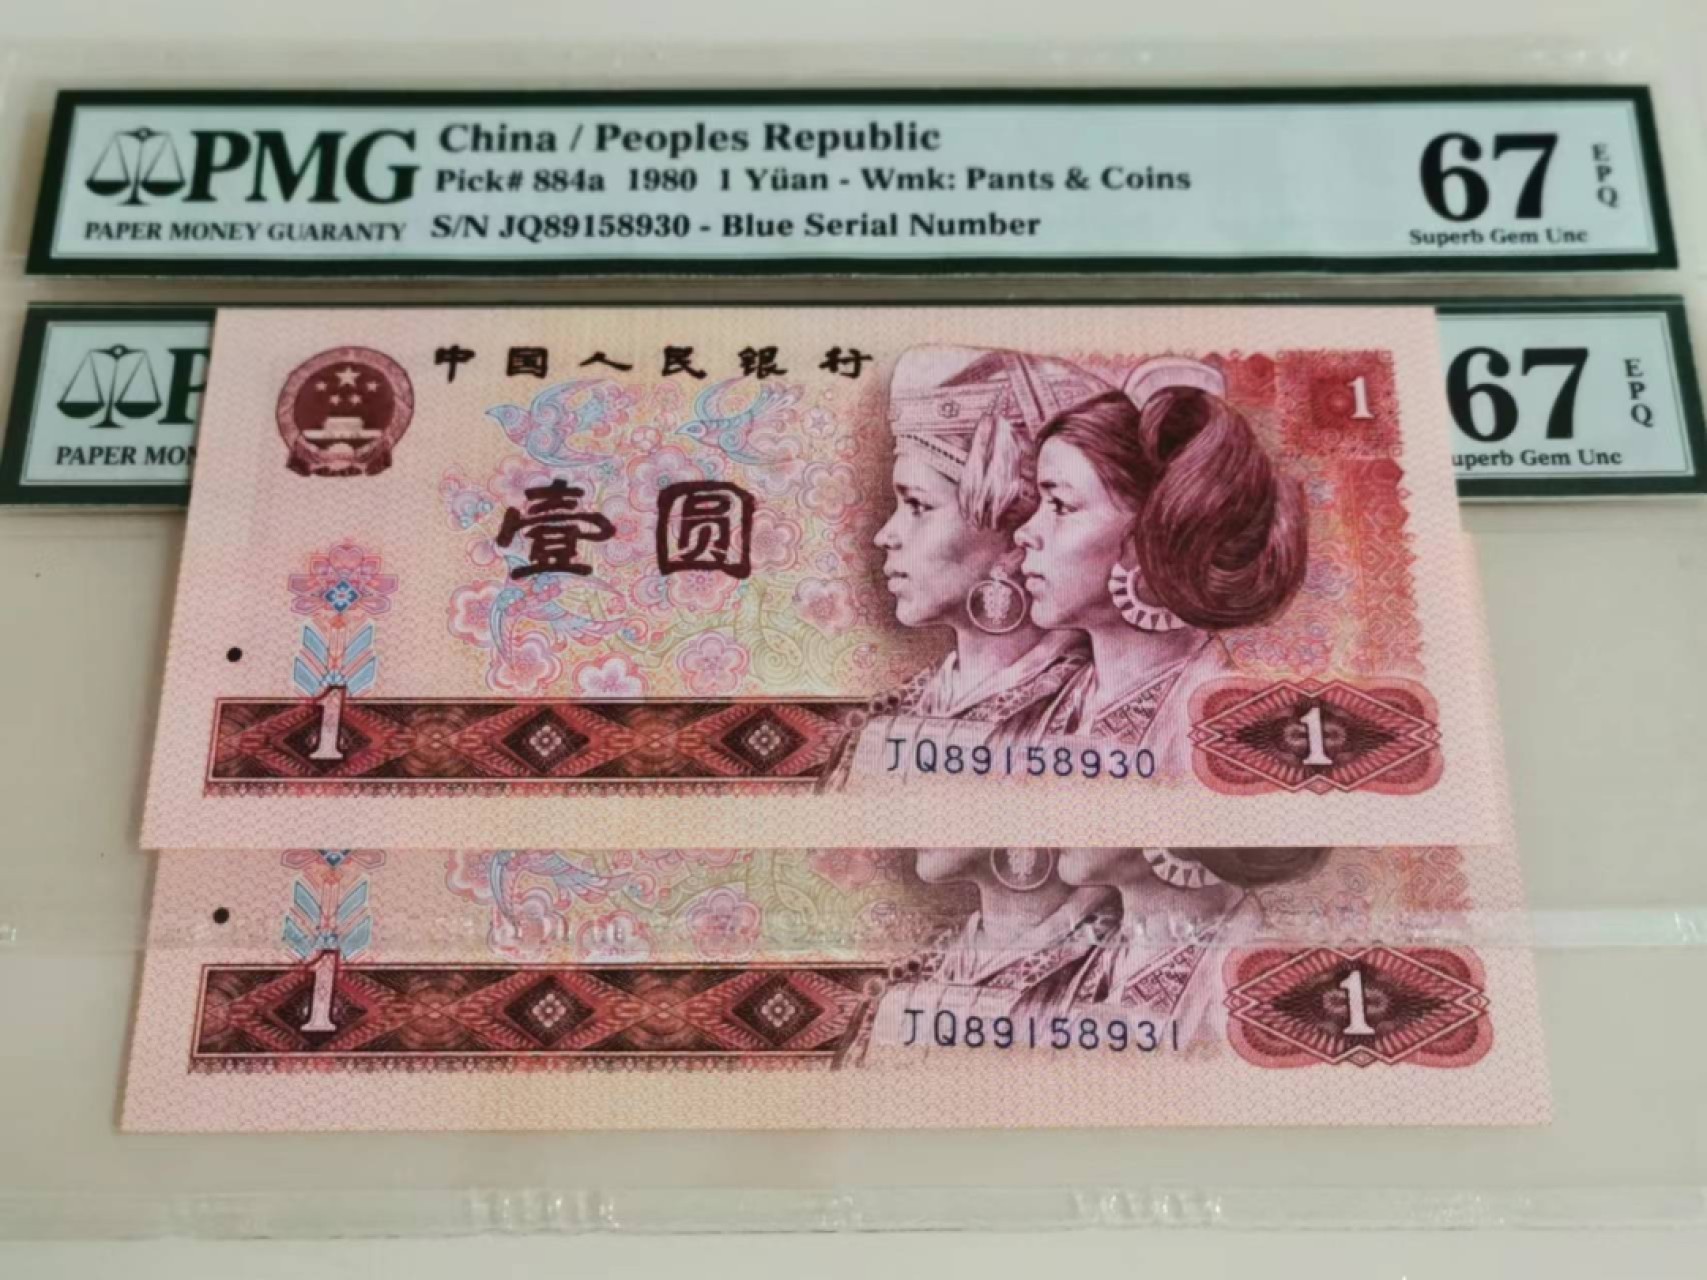 PMG
PAPER MONEY GUARANTY
China / Peoples Republic
Pick# 884a 1980 1 Yüan - Wmk: Pants & Coins
S/N JQ89158930 - Blue Serial Number
67
EPQ
Superb Gem Unc
P
PAPER MON
67
EPQ
uperb Gem Unc
中国人民银行
1
壹圆
1
JQ89158930
1
1
JQ89158931
1